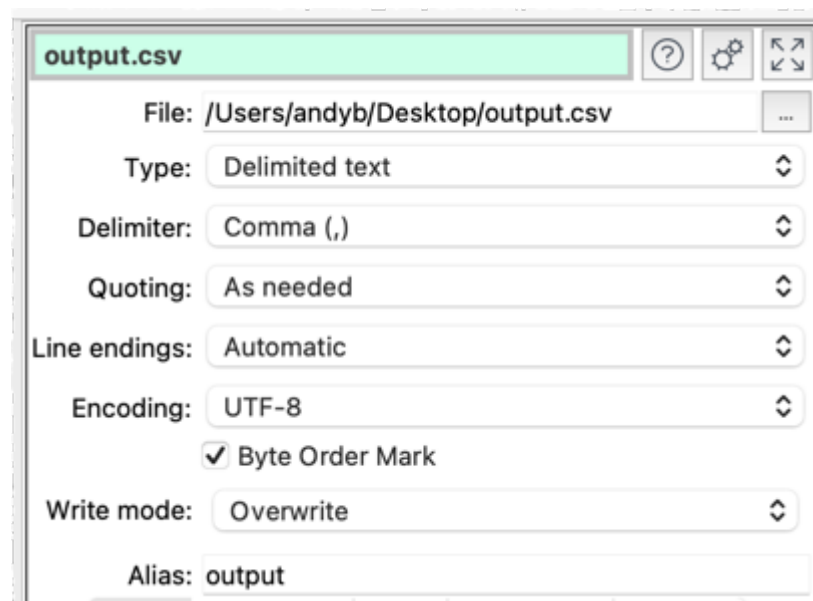 output.csv
File: /Users/andyb/Desktop/output.csv ...
Type: Delimited text
Delimiter: Comma (,)
Quoting: As needed
Line endings: Automatic
Encoding: UTF-8
Byte Order Mark
Write mode: Overwrite
Alias: output